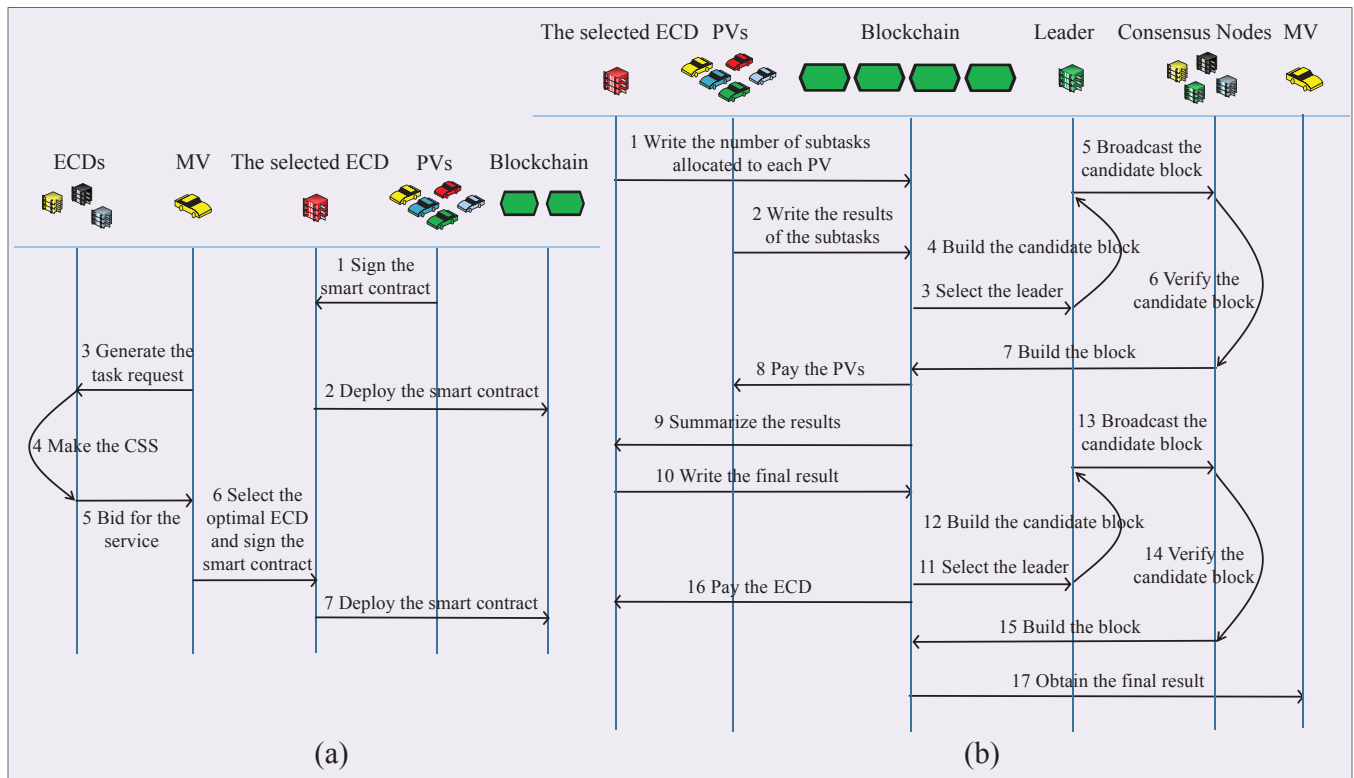 ECDs
MV
The selected ECD
PVs
Blockchain
1 Sign the
smart contract
3 Generate the
task request
2 Deploy the smart contract
4 Make the CSS
5 Bid for the
service
6 Select the
optimal ECD
and sign the
smart contract
7 Deploy the smart contract
(a)
The selected ECD
PVs
Blockchain
Leader
Consensus Nodes
MV
1 Write the number of subtasks
allocated to each PV
5 Broadcast the
candidate block
2 Write the results
of the subtasks
4 Build the candidate block
3 Select the leader
6 Verify the
candidate block
7 Build the block
8 Pay the PVs
9 Summarize the results
13 Broadcast the
candidate block
10 Write the final result
12 Build the candidate block
11 Select the leader
14 Verify the
candidate block
16 Pay the ECD
15 Build the block
17 Obtain the final result
(b)